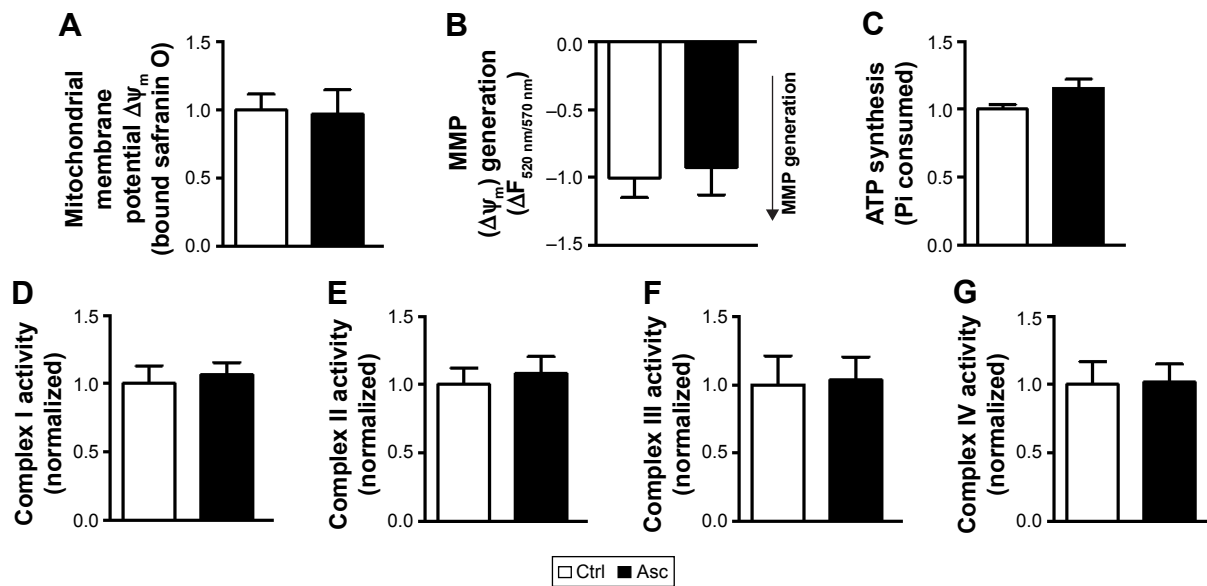 A
Mitochondrial
membrane
potential Δψm
(bound safranin O)
1.5
1.0
0.5
0.0
B
MMP
(Δψm) generation
(ΔF520 nm/570 nm)
0.0
–0.5
–1.0
–1.5
MMP generation
C
ATP synthesis
(Pi consumed)
1.5
1.0
0.5
0.0
D
Complex I activity
(normalized)
1.5
1.0
0.5
0.0
E
Complex II activity
(normalized)
1.5
1.0
0.5
0.0
F
Complex III activity
(normalized)
1.5
1.0
0.5
0.0
G
Complex IV activity
(normalized)
1.5
1.0
0.5
0.0
Ctrl Asc